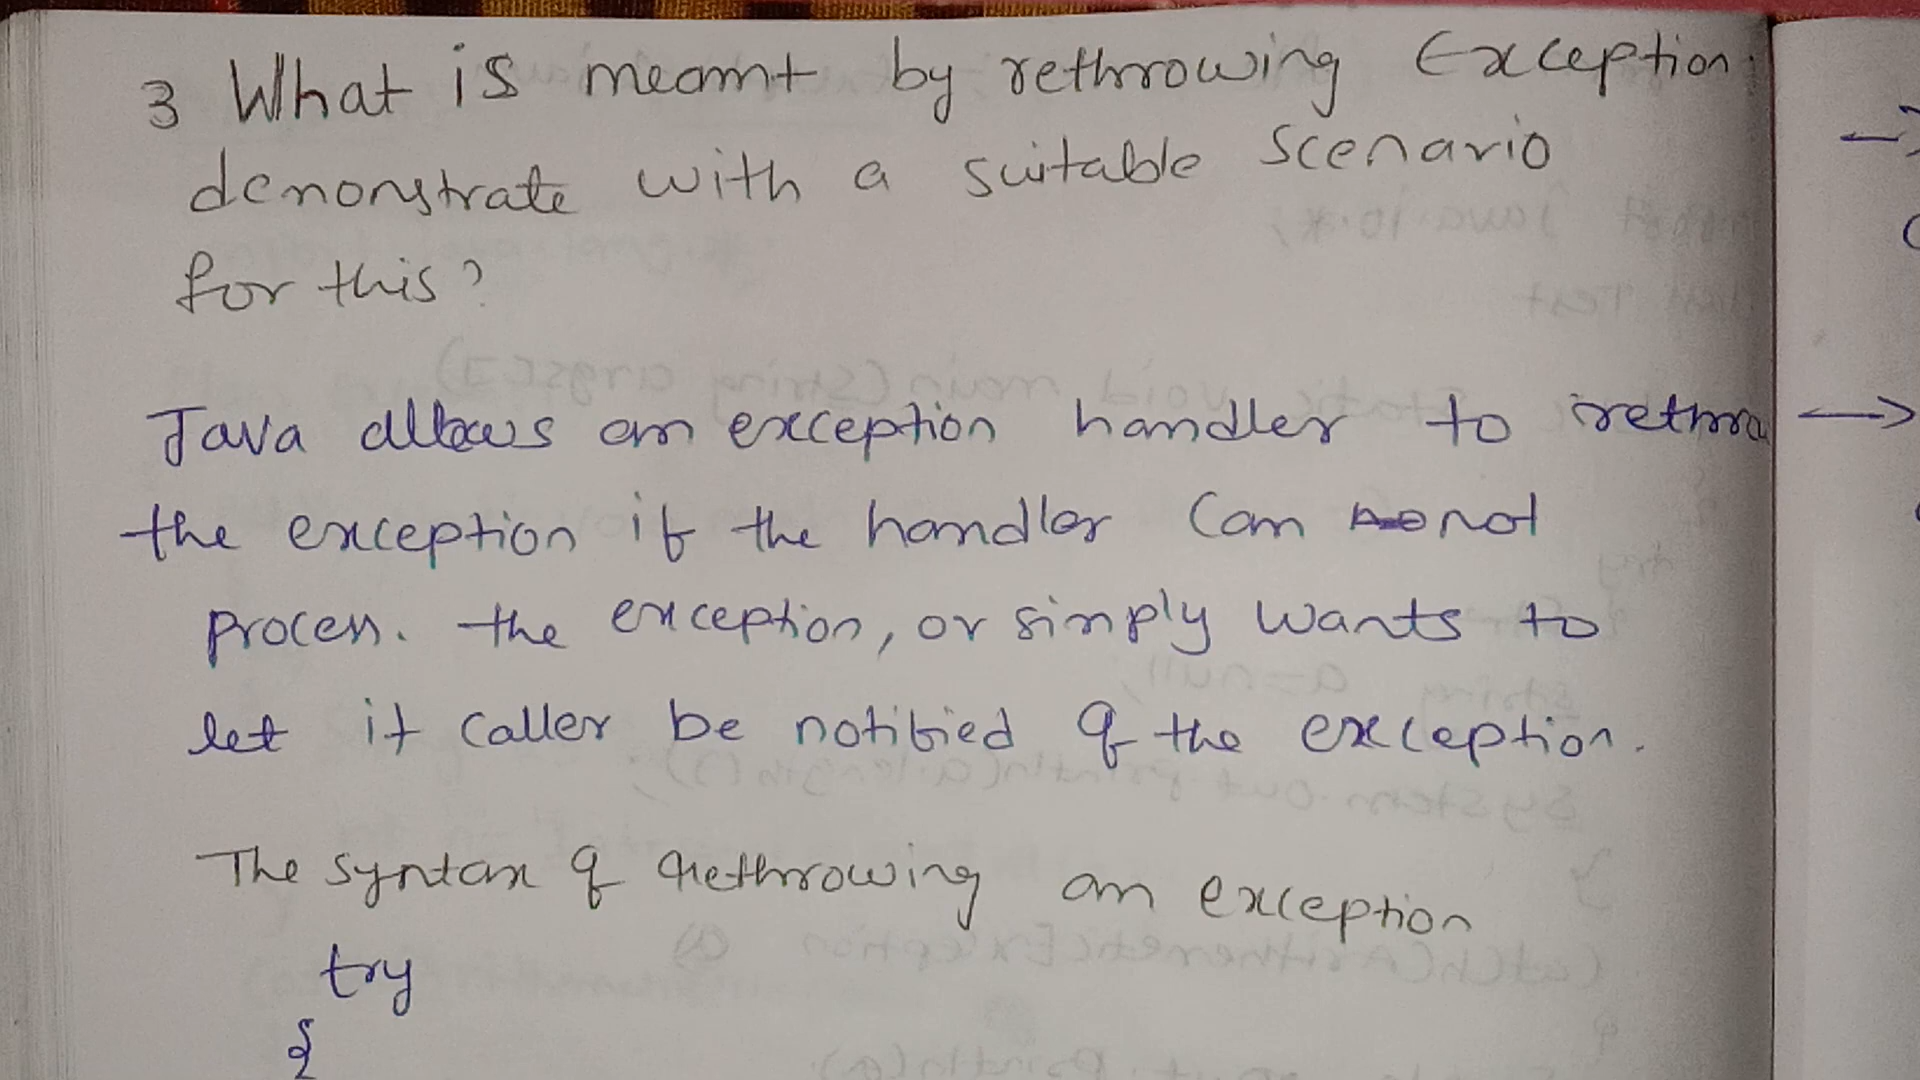 3 What is meant by rethrowing Exception.
demonstrate with a suitable scenario
for this?
Java allows an exception handler to rethro
the exception if the handler can not
process. the exception, or simply wants to
let it caller be notified of the exception.
The syntax of rethrowing an exception
try
{